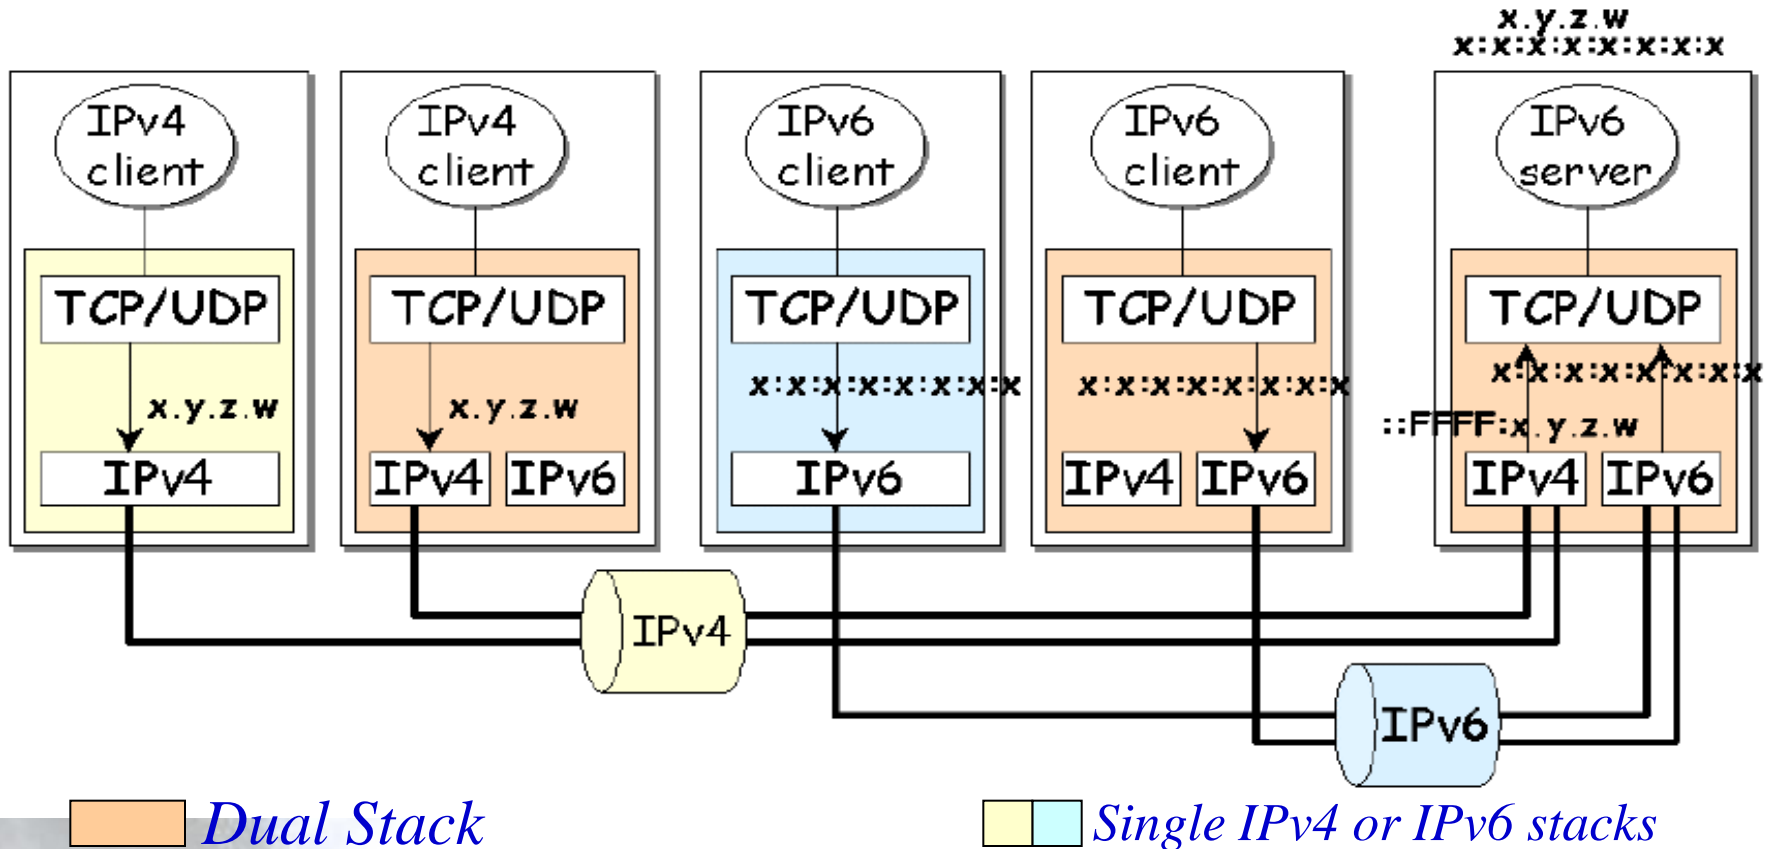 x.y.z.w
x:x:x:x:x:x:x:x
IPv4
client
IPv4
client
IPv6
client
IPv6
client
IPv6
server
TCP/UDP
TCP/UDP
TCP/UDP
TCP/UDP
TCP/UDP
x.y.z.w
x.y.z.w
x:x:x:x:x:x:x:x
x:x:x:x:x:x:x:x
x:x:x:x:x:x:x:x
::FFFF:x.y.z.w
IPv4
IPv4
IPv6
IPv6
IPv4
IPv6
IPv4
IPv6
IPv4
IPv6
Dual Stack
Single IPv4 or IPv6 stacks